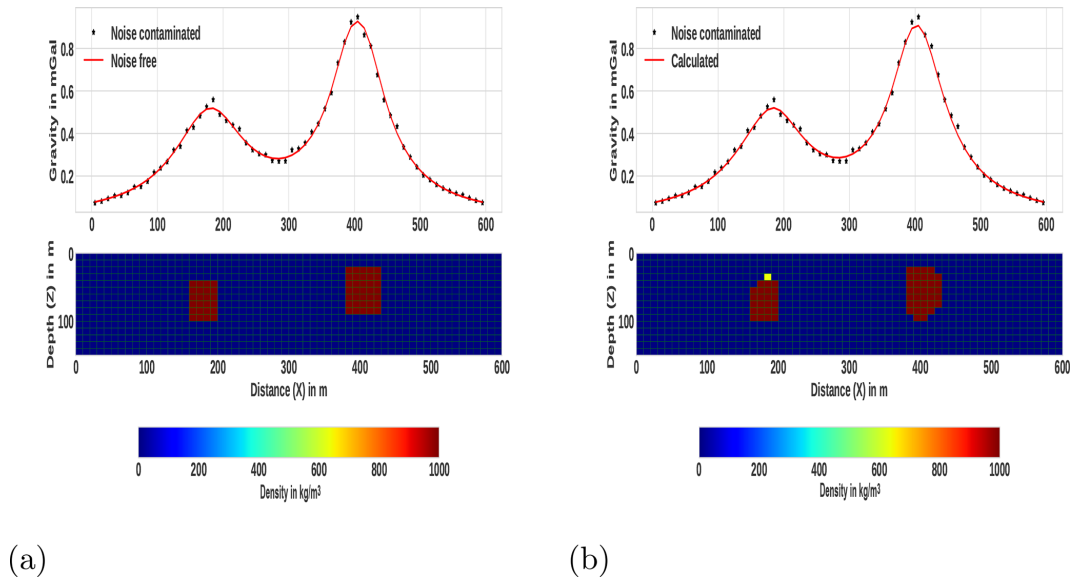 Gravity in mGal
0.8
0.6
0.4
0.2
Noise contaminated
Noise free
0 100 200 300 400 500 600
Depth (Z) in m
0
100
0 100 200 300 400 500 600
Distance (X) in m
0 200 400 600 800 1000
Density in kg/m³
(a)
Gravity in mGal
0.8
0.6
0.4
0.2
Noise contaminated
Calculated
0 100 200 300 400 500 600
Depth (Z) in m
0
100
0 100 200 300 400 500 600
Distance (X) in m
0 200 400 600 800 1000
Density in kg/m³
(b)